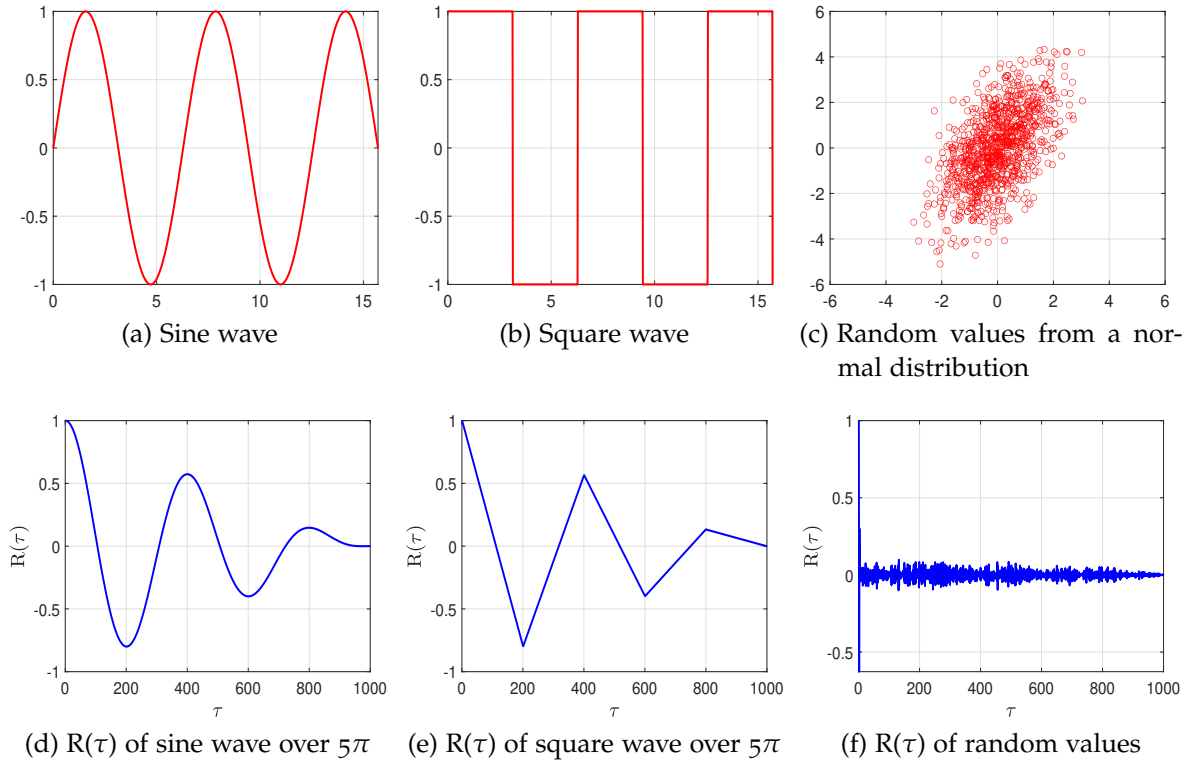 1
0.5
0
-0.5
-1
0 5 10 15
(a) Sine wave
1
0.5
0
-0.5
-1
0 5 10 15
(b) Square wave
6
4
2
0
-2
-4
-6
-6 -4 -2 0 2 4 6
(c) Random values from a nor-
mal distribution
1
0.5
0
-0.5
-1
R(τ)
0 200 400 600 800 1000
τ
(d) R(τ) of sine wave over 5π
1
0.5
0
-0.5
-1
R(τ)
0 200 400 600 800 1000
τ
(e) R(τ) of square wave over 5π
1
0.5
0
-0.5
R(τ)
0 200 400 600 800 1000
τ
(f) R(τ) of random values